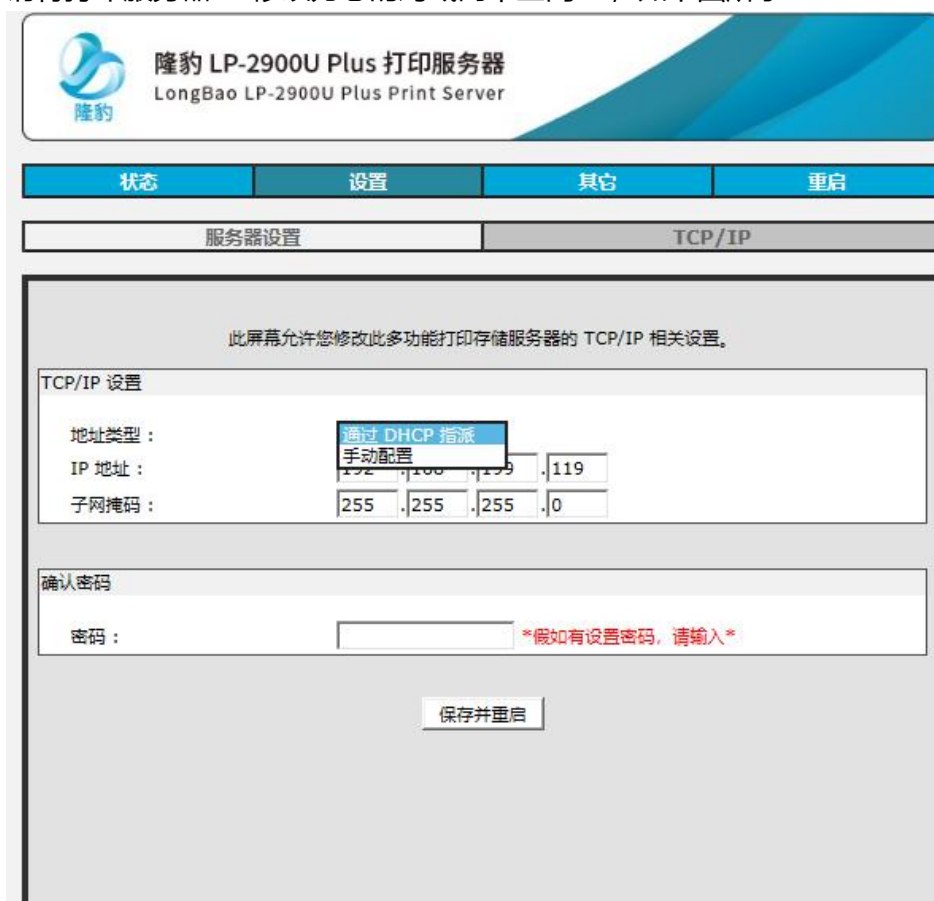 隆豹 LP-2900U Plus 打印服务器
LongBao LP-2900U Plus Print Server
隆豹
状态 设置 其它 重启
服务器设置 TCP/IP
此屏幕允许您修改此多功能打印存储服务器的 TCP/IP 相关设置。
TCP/IP 设置
地址类型： 通过 DHCP 指派
手动配置
IP 地址： .119
子网掩码： 255 .255 .255 .0
确认密码
密码： *假如有设置密码, 请输入*
保存并重启